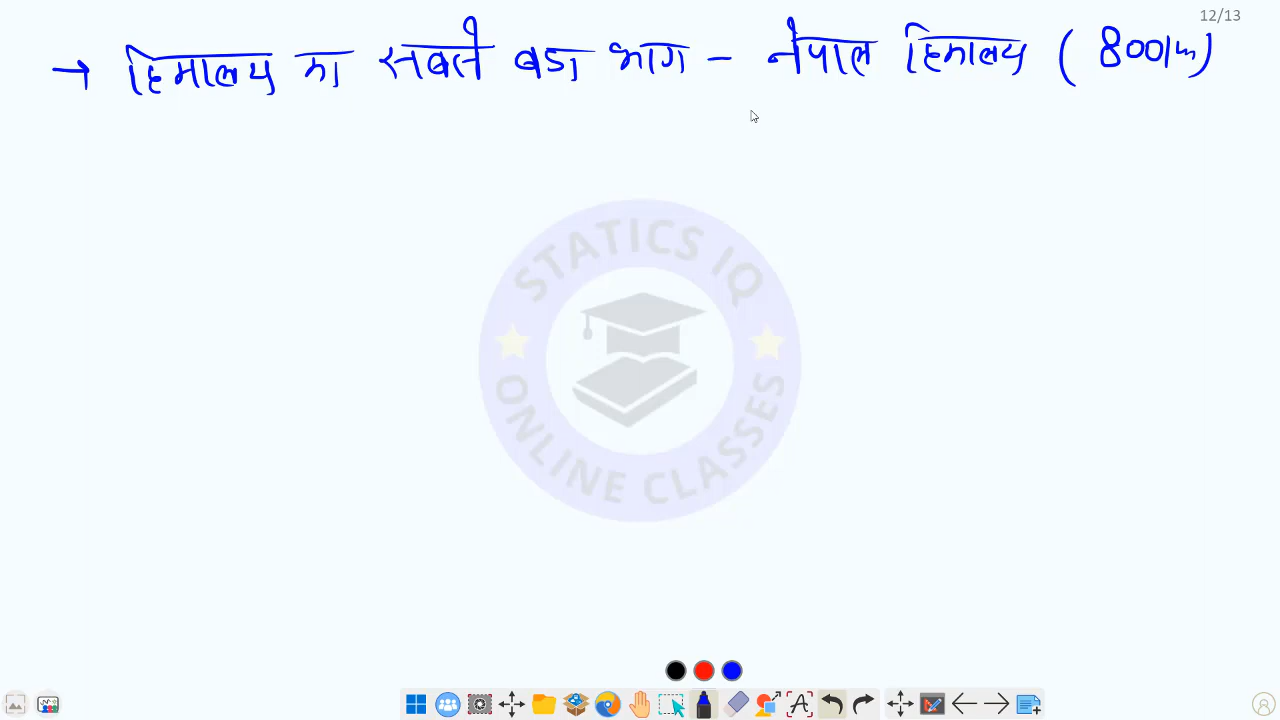 12/13
→ हिमालय का सबसे बडा भाग - नेपाल हिमालय ( 800km)
STATICS IQ
ONLINE CLASSES